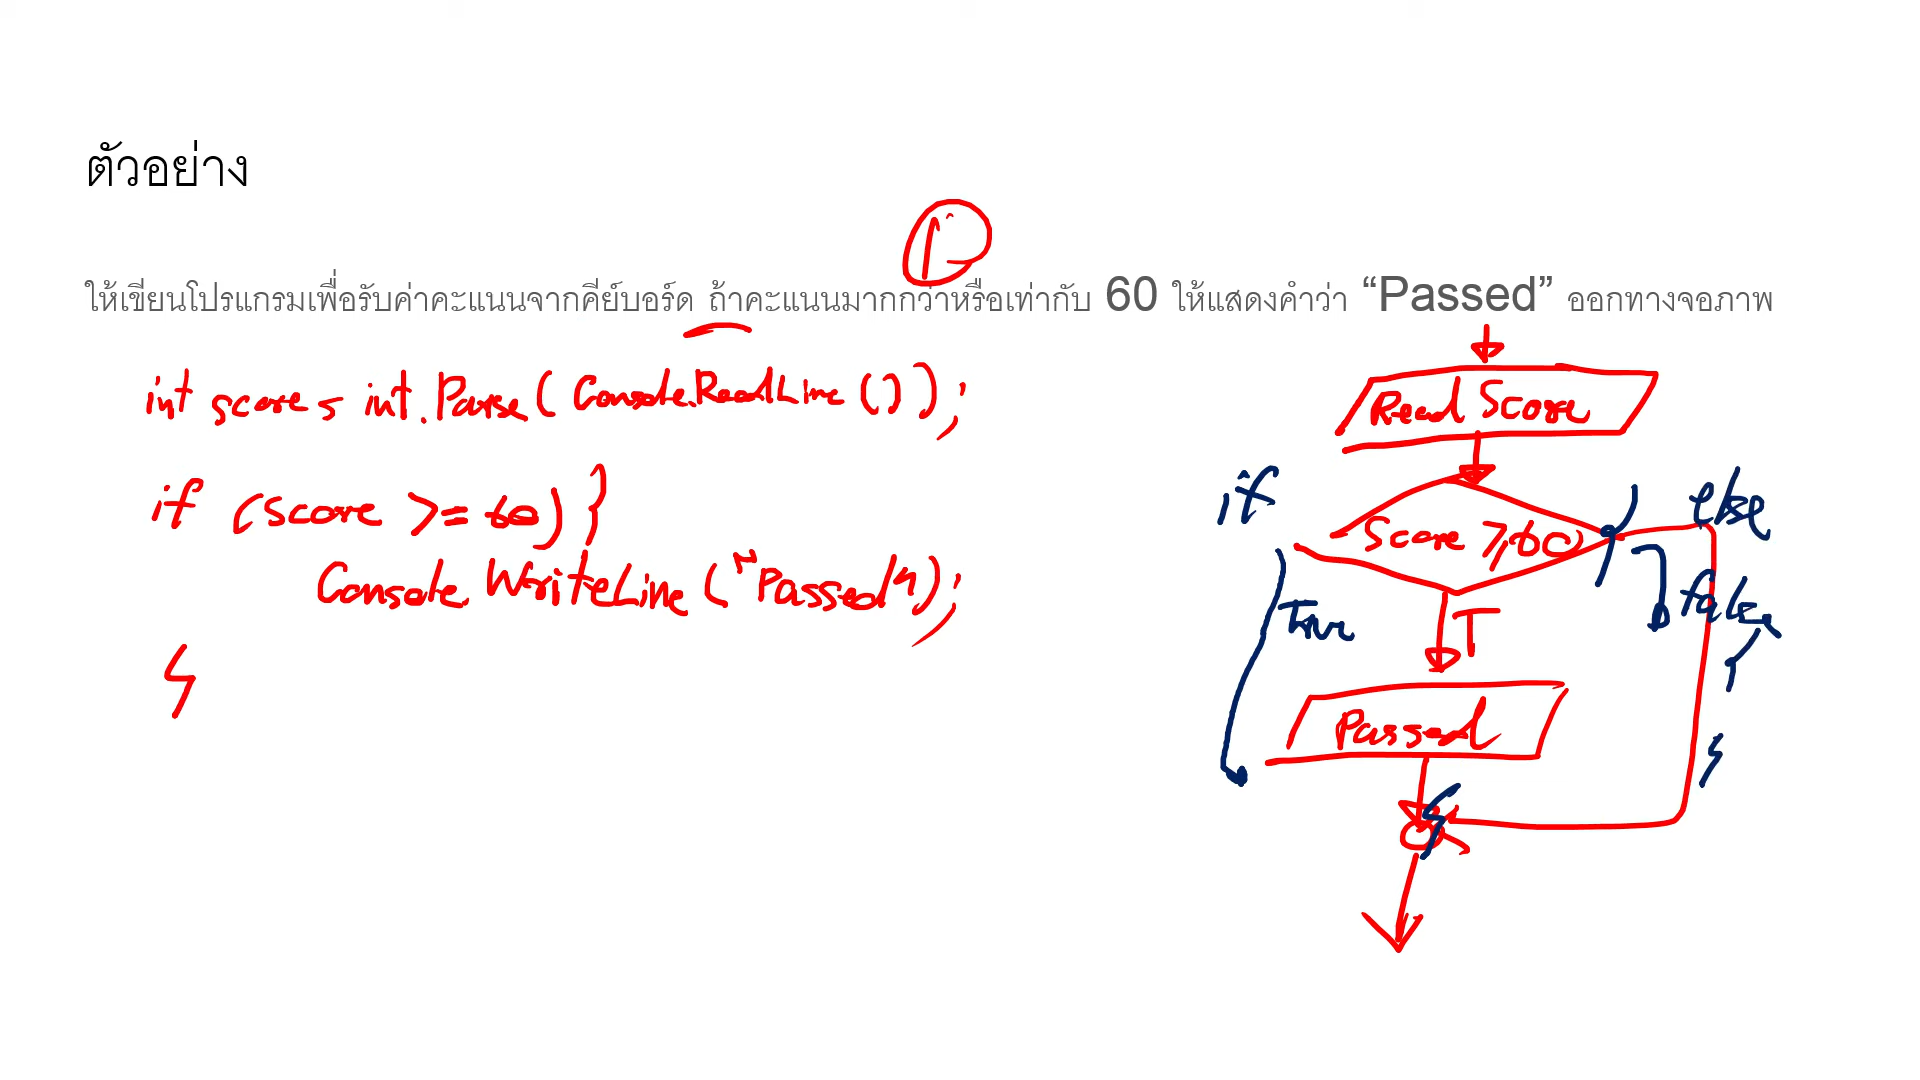 ตัวอย่าง
ให้เขียนโปรแกรมเพื่อรับค่าคะแนนจากคีย์บอร์ด ถ้าคะแนนมากกว่าหรือเท่ากับ 60 ให้แสดงคำว่า “Passed” ออกทางจอภาพ
int score = int.Parse(Console.ReadLine());
if (score >= 60) {
Console.WriteLine("Passed");
}
Read Score
if
Score ≥ 60
else
{
True
T
false
Passed
}
}